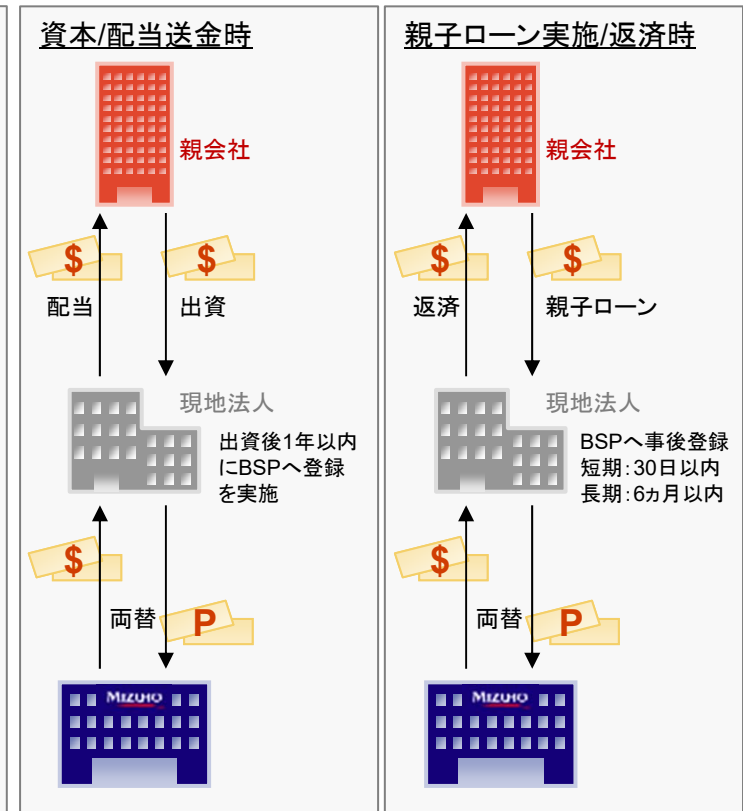 資本/配当送金時
親会社
$
$
配当
出資
現地法人
出資後1年以内
にBSPへ登録
を実施
$
両替
P
MIZUHO
親子ローン実施/返済時
親会社
$
$
返済
親子ローン
現地法人
BSPへ事後登録
短期：30日以内
長期：6ヵ月以内
$
両替
P
MIZUHO